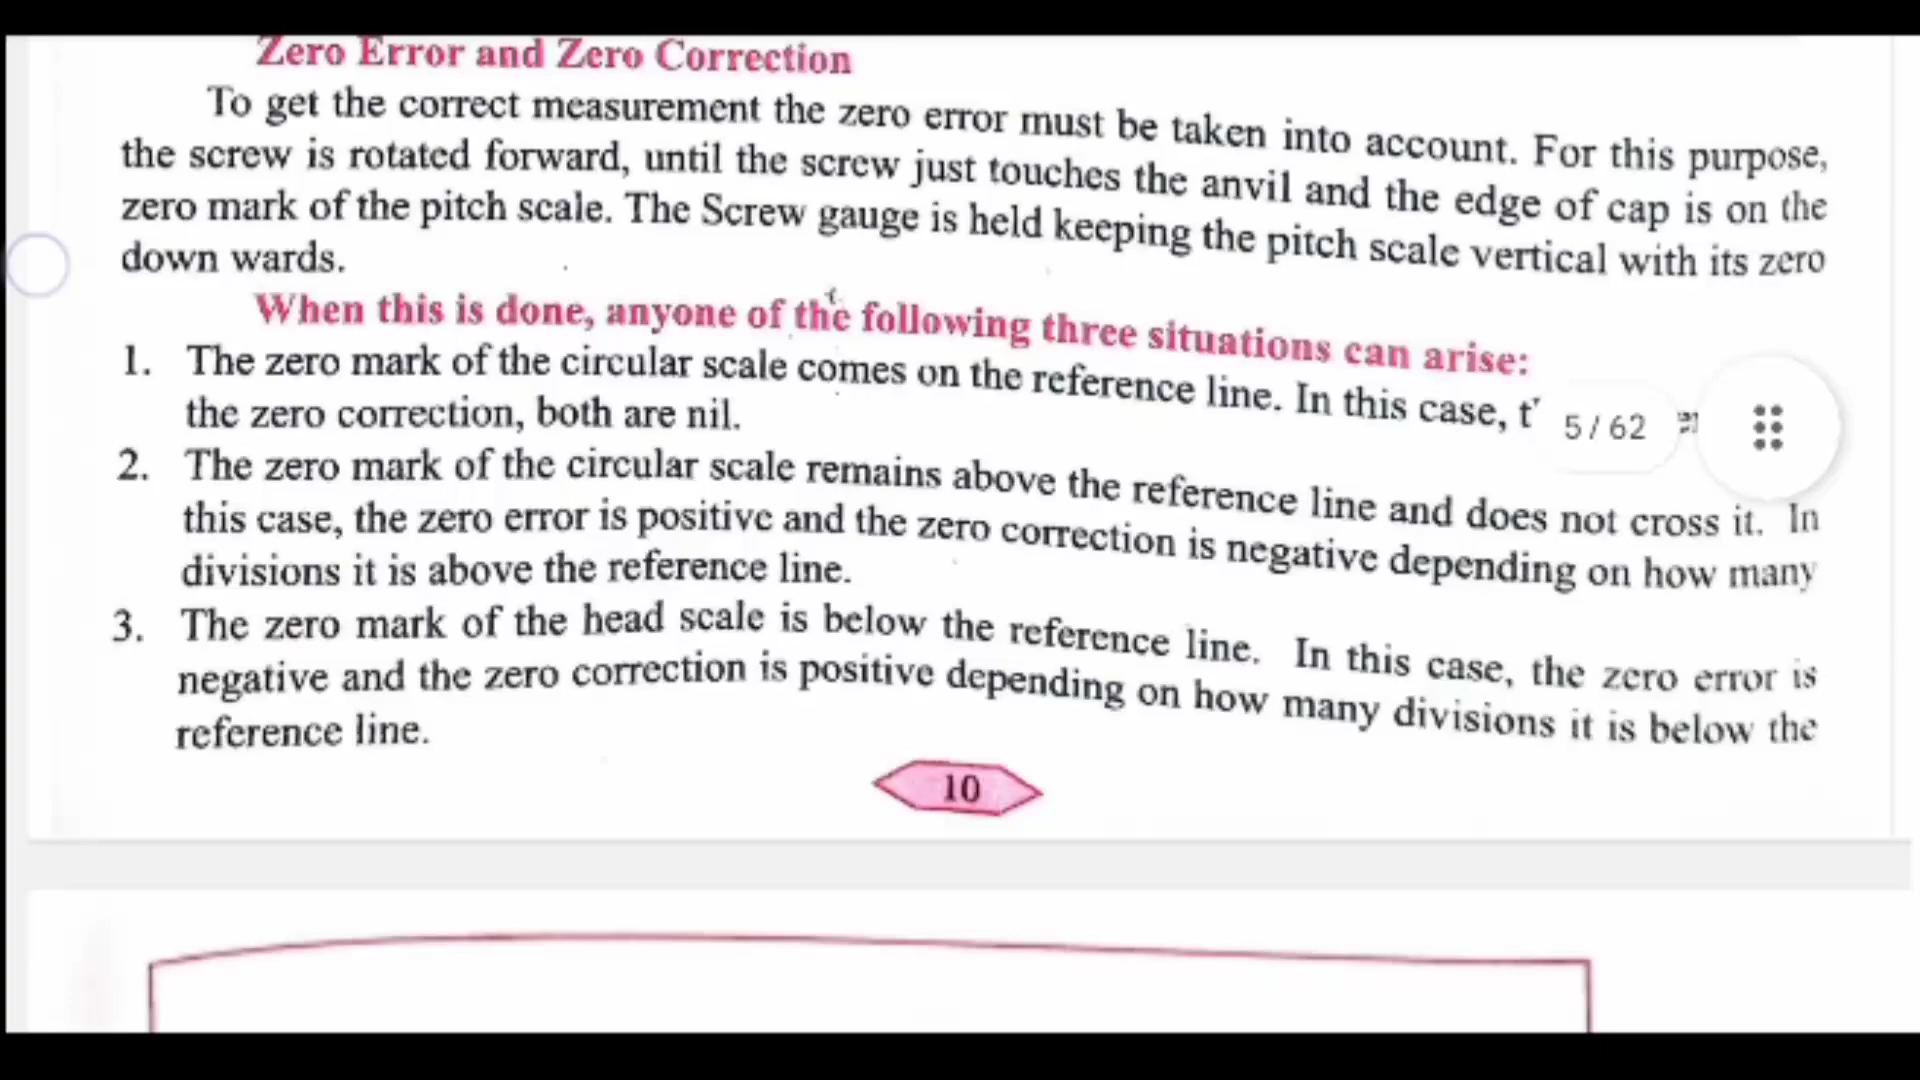 Zero Error and Zero Correction
To get the correct measurement the zero error must be taken into account. For this purpose,
the screw is rotated forward, until the screw just touches the anvil and the edge of cap is on the
zero mark of the pitch scale. The Screw gauge is held keeping the pitch scale vertical with its zero
down wards.
When this is done, anyone of the following three situations can arise:
1. The zero mark of the circular scale comes on the reference line. In this case,
5 / 62
the zero correction, both are nil.
2. The zero mark of the circular scale remains above the reference line and does not cross it. In
this case, the zero error is positive and the zero correction is negative depending on how many
divisions it is above the reference line.
3. The zero mark of the head scale is below the reference line. In this case, the zero error is
negative and the zero correction is positive depending on how many divisions it is below the
reference line.
10